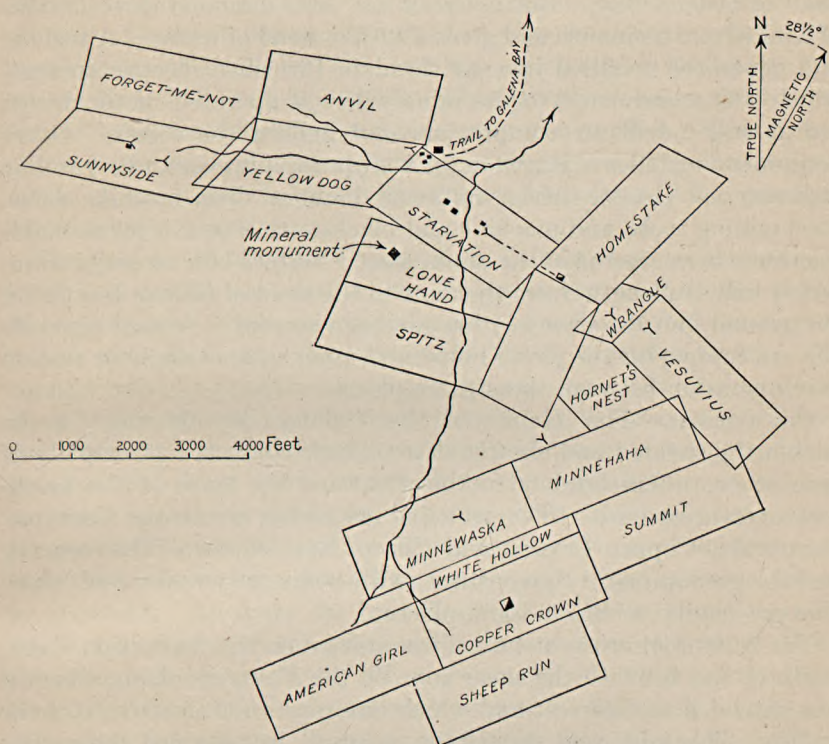 N
28½°
TRUE NORTH
MAGNETIC
NORTH
FORGET-ME-NOT
ANVIL
TRAIL TO GALENA BAY
SUNNYSIDE
YELLOW DOG
STARVATION
HOMESTAKE
Mineral
monument
LONE
HAND
WRANGLE
SPITZ
VESUVIUS
HORNET'S
NEST
0 1000 2000 3000 4000 Feet
MINNEHAHA
MINNEWASKA
SUMMIT
WHITE HOLLOW
COPPER CROWN
AMERICAN GIRL
SHEEP RUN